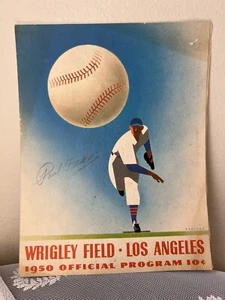 WRIGLEY FIELD · LOS ANGELES
1950 OFFICIAL PROGRAM 10¢